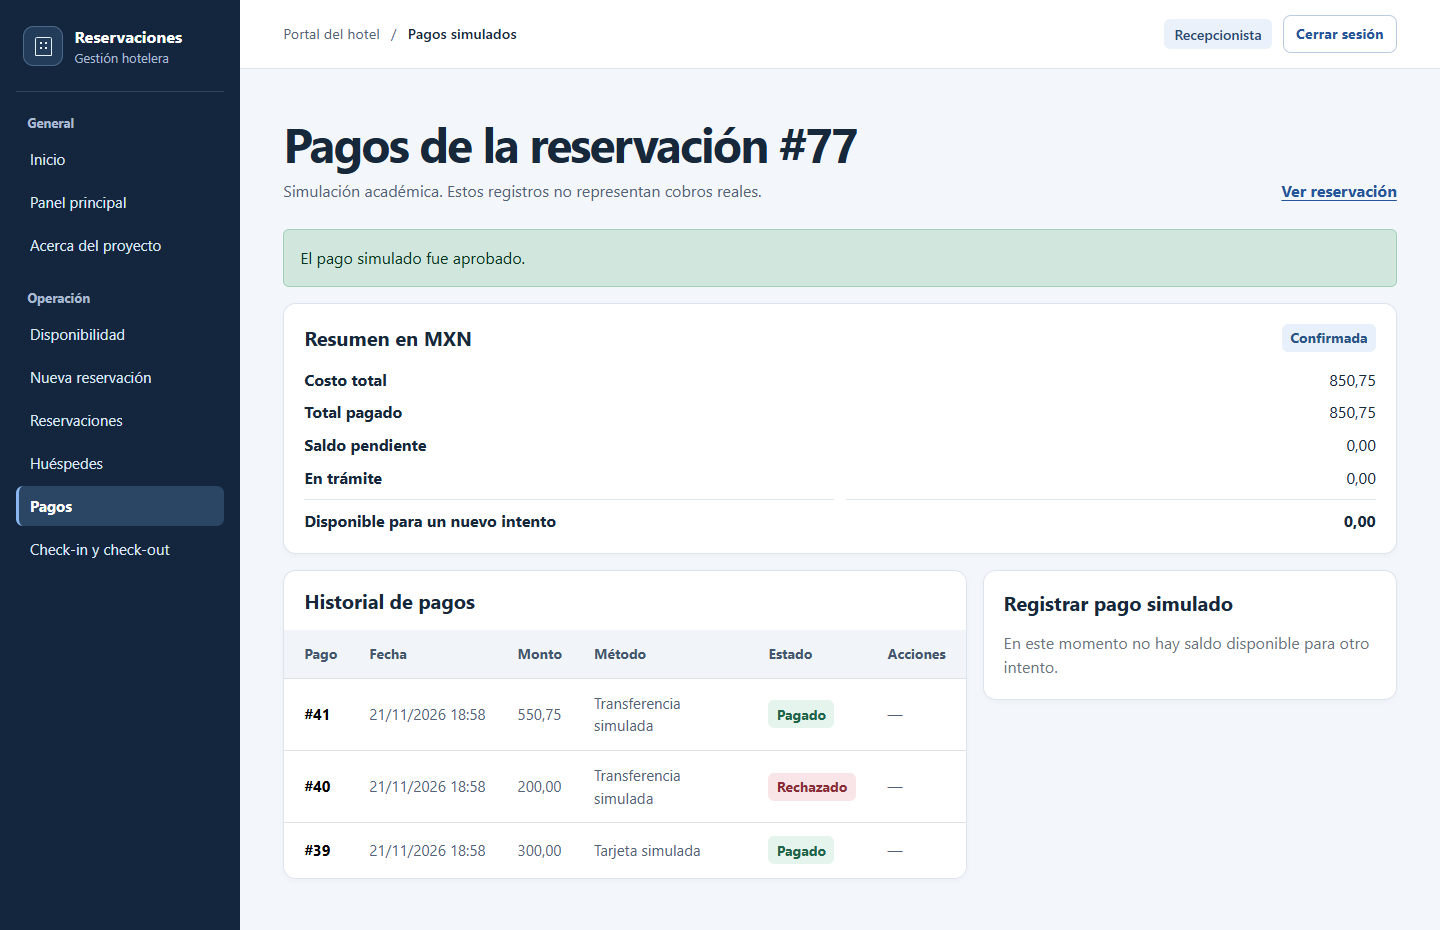 Reservaciones
Gestión hotelera
General
Inicio
Panel principal
Acerca del proyecto
Operación
Disponibilidad
Nueva reservación
Reservaciones
Huéspedes
Pagos
Check-in y check-out
Portal del hotel / Pagos simulados
Recepcionista
Cerrar sesión
Pagos de la reservación #77
Simulación académica. Estos registros no representan cobros reales.
Ver reservación
El pago simulado fue aprobado.
Resumen en MXN
Confirmada
Costo total 850,75
Total pagado 850,75
Saldo pendiente 0,00
En trámite 0,00
Disponible para un nuevo intento 0,00
Historial de pagos
Pago Fecha Monto Método Estado Acciones
#41 21/11/2026 18:58 550,75 Transferencia simulada Pagado —
#40 21/11/2026 18:58 200,00 Transferencia simulada Rechazado —
#39 21/11/2026 18:58 300,00 Tarjeta simulada Pagado —
Registrar pago simulado
En este momento no hay saldo disponible para otro
intento.